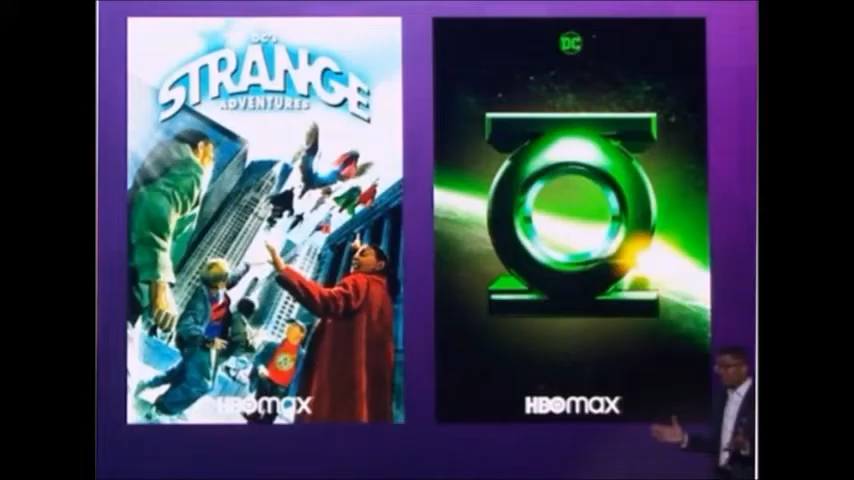 DC's
STRANGE
ADVENTURES
HBOmax
DC
HBOmax